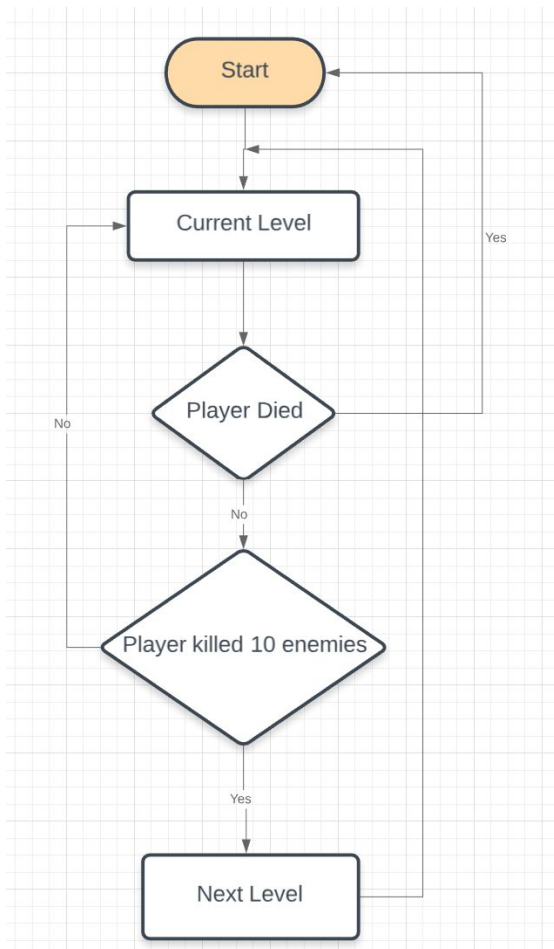 Start
Current Level
Yes
Player Died
No
No
Player killed 10 enemies
Yes
Next Level